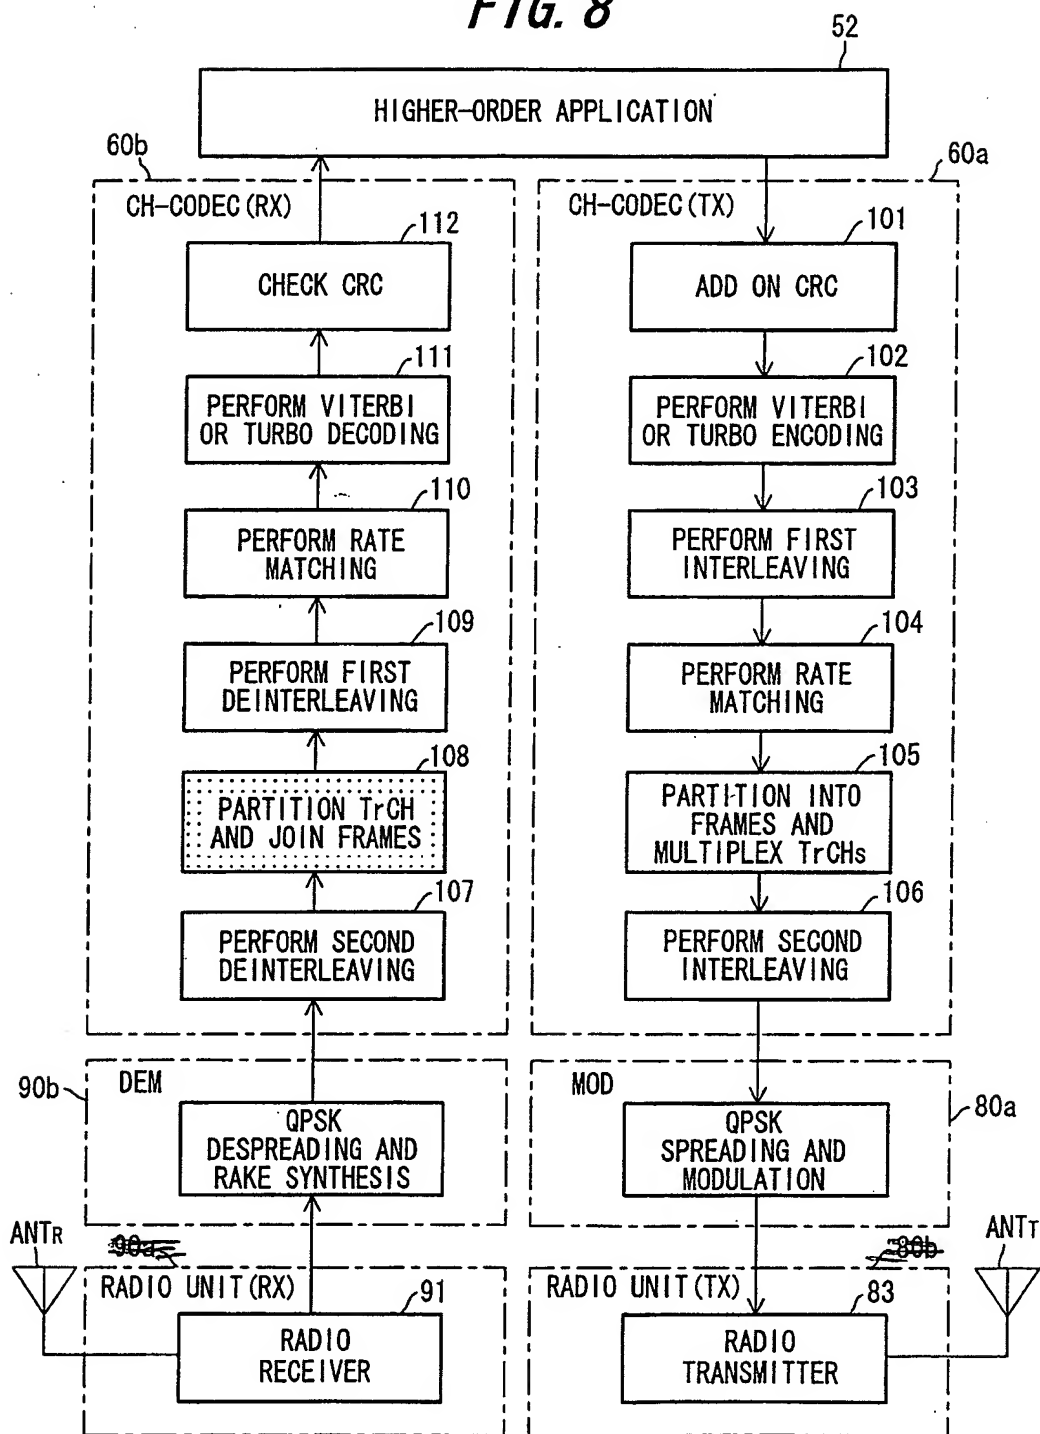 FIG. 8
52
HIGHER-ORDER APPLICATION
60b
60a
CH-CODEC(RX)
CH-CODEC(TX)
112
101
CHECK CRC
ADD ON CRC
111
102
PERFORM VITERBI
OR TURBO DECODING
PERFORM VITERBI
OR TURBO ENCODING
110
103
PERFORM RATE
MATCHING
PERFORM FIRST
INTERLEAVING
109
104
PERFORM FIRST
DEINTERLEAVING
PERFORM RATE
MATCHING
108
105
PARTITION TrCH
AND JOIN FRAMES
PARTITION INTO
FRAMES AND
MULTIPLEX TrCHs
107
106
PERFORM SECOND
DEINTERLEAVING
PERFORM SECOND
INTERLEAVING
90b
DEM
MOD
80a
QPSK
DESPREADING AND
RAKE SYNTHESIS
QPSK
SPREADING AND
MODULATION
ANTR
90a
80b
ANTT
RADIO UNIT(RX)
91
RADIO UNIT(TX)
83
RADIO
RECEIVER
RADIO
TRANSMITTER